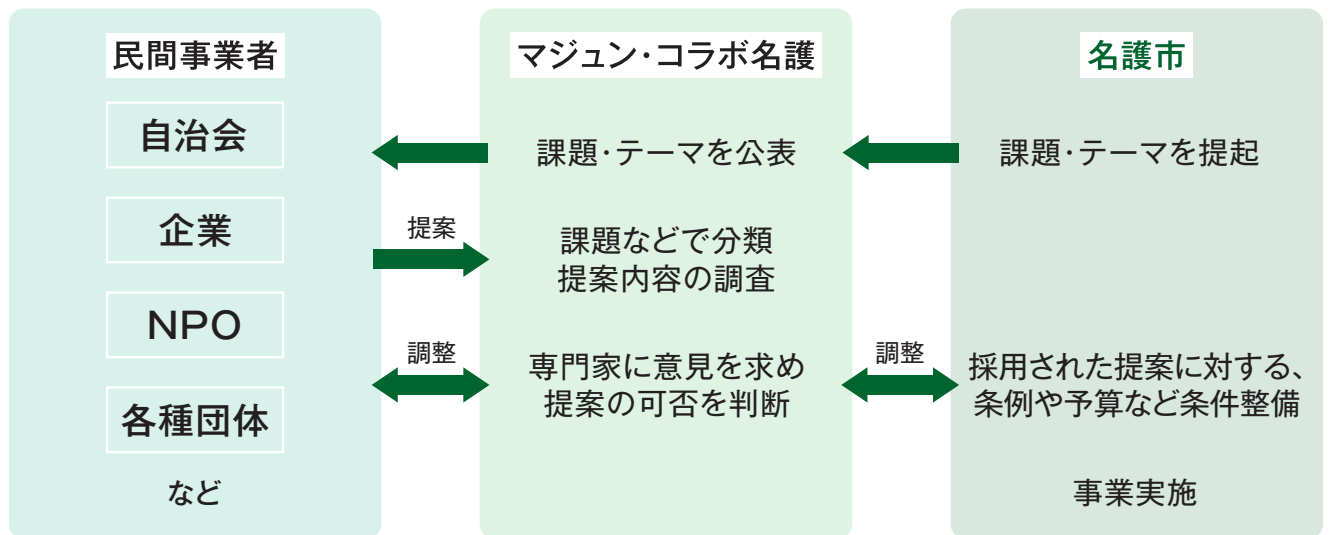 民間事業者
自治会
企業
NPO
各種団体
など
提案
調整
マジュン・コラボ名護
課題・テーマを公表
課題などで分類
提案内容の調査
専門家に意見を求め
提案の可否を判断
調整
名護市
課題・テーマを提起
採用された提案に対する、
条例や予算など条件整備
事業実施